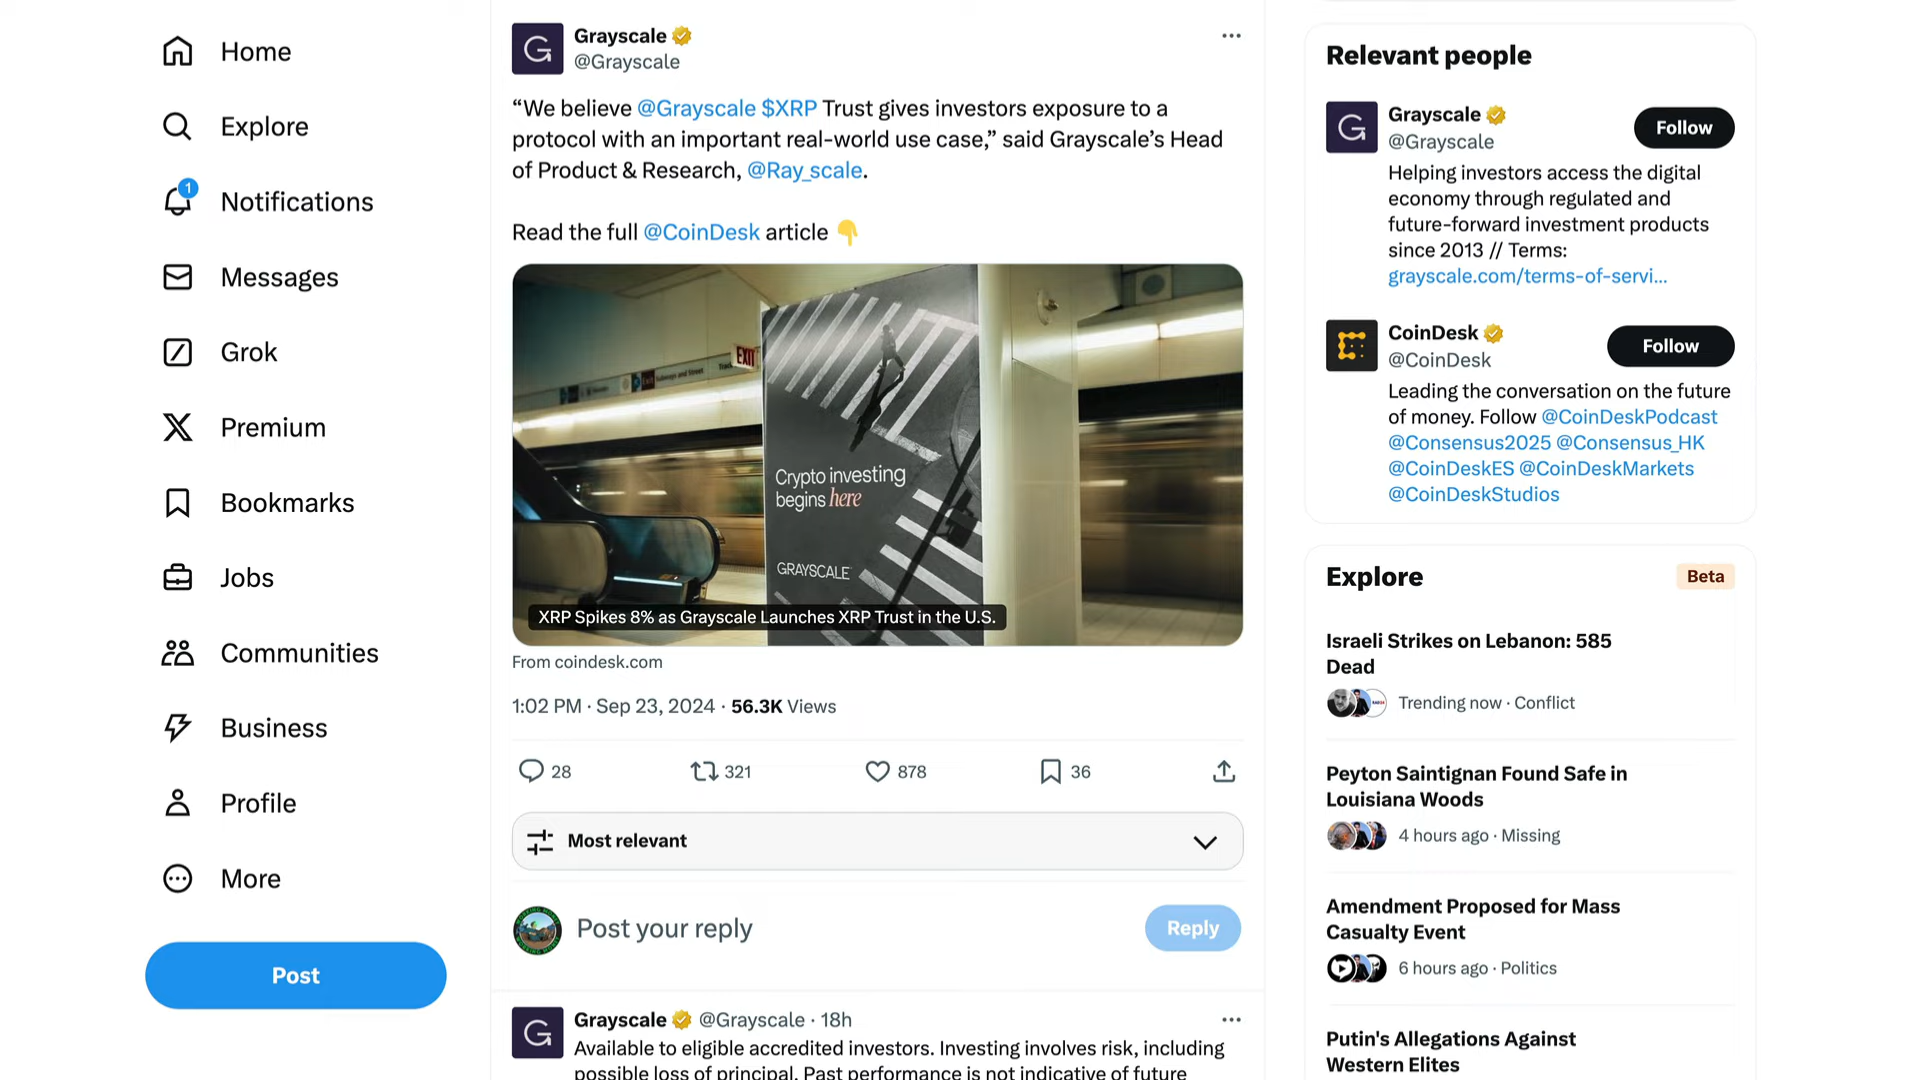 Home
Explore
1
Notifications
Messages
Grok
Premium
Bookmarks
Jobs
Communities
Business
Profile
More
Post
Grayscale
@Grayscale
“We believe @Grayscale $XRP Trust gives investors exposure to a
protocol with an important real-world use case,” said Grayscale’s Head
of Product & Research, @Ray_scale.
Read the full @CoinDesk article 👇
EXIT
Crypto investing
begins here
GRAYSCALE
XRP Spikes 8% as Grayscale Launches XRP Trust in the U.S.
From coindesk.com
1:02 PM · Sep 23, 2024 · 56.3K Views
28 321 878 36
Most relevant
Post your reply
Reply
Grayscale @Grayscale · 18h
Available to eligible accredited investors. Investing involves risk, including
possible loss of principal. Past performance is not indicative of future
Relevant people
Grayscale
@Grayscale
Follow
Helping investors access the digital
economy through regulated and
future-forward investment products
since 2013 // Terms:
grayscale.com/terms-of-servi...
CoinDesk
@CoinDesk
Follow
Leading the conversation on the future
of money. Follow @CoinDeskPodcast
@Consensus2025 @Consensus_HK
@CoinDeskES @CoinDeskMarkets
@CoinDeskStudios
Explore
Beta
Israeli Strikes on Lebanon: 585
Dead
Trending now · Conflict
Peyton Saintignan Found Safe in
Louisiana Woods
4 hours ago · Missing
Amendment Proposed for Mass
Casualty Event
6 hours ago · Politics
Putin's Allegations Against
Western Elites